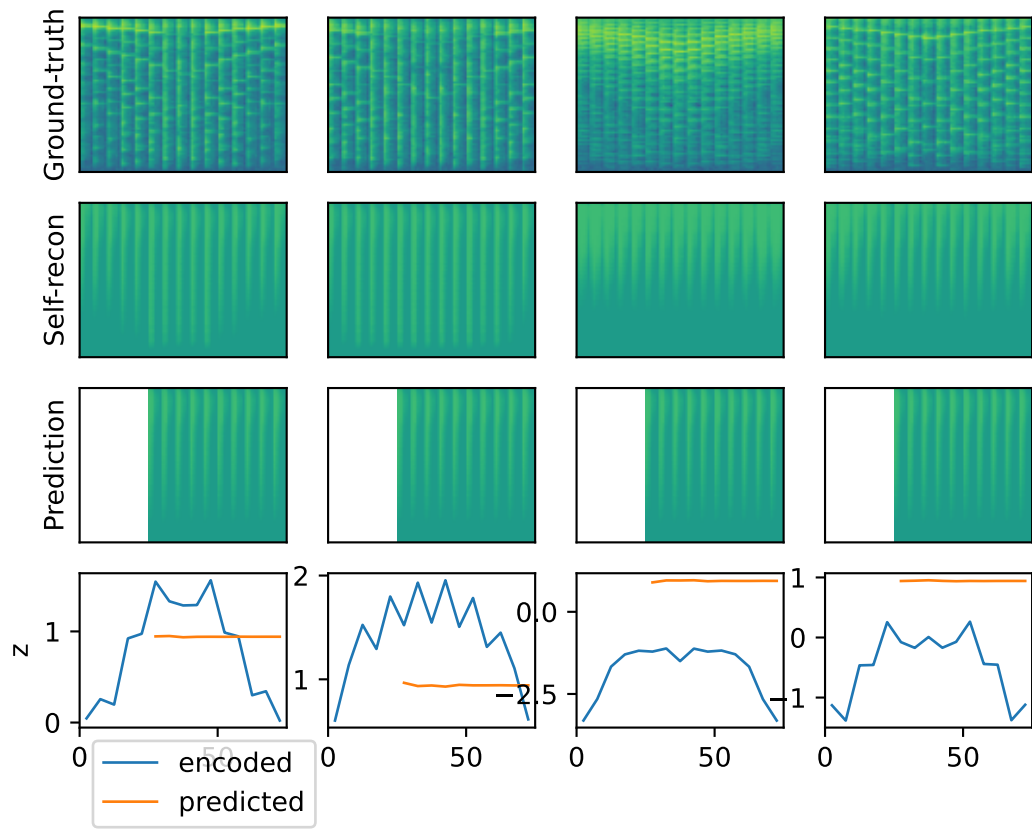 Ground-truth
Self-recon
Prediction
z
1
0
2
1
0.0
−2.5
1
0
−1
0
50
0
50
0
50
0
50
encoded
predicted